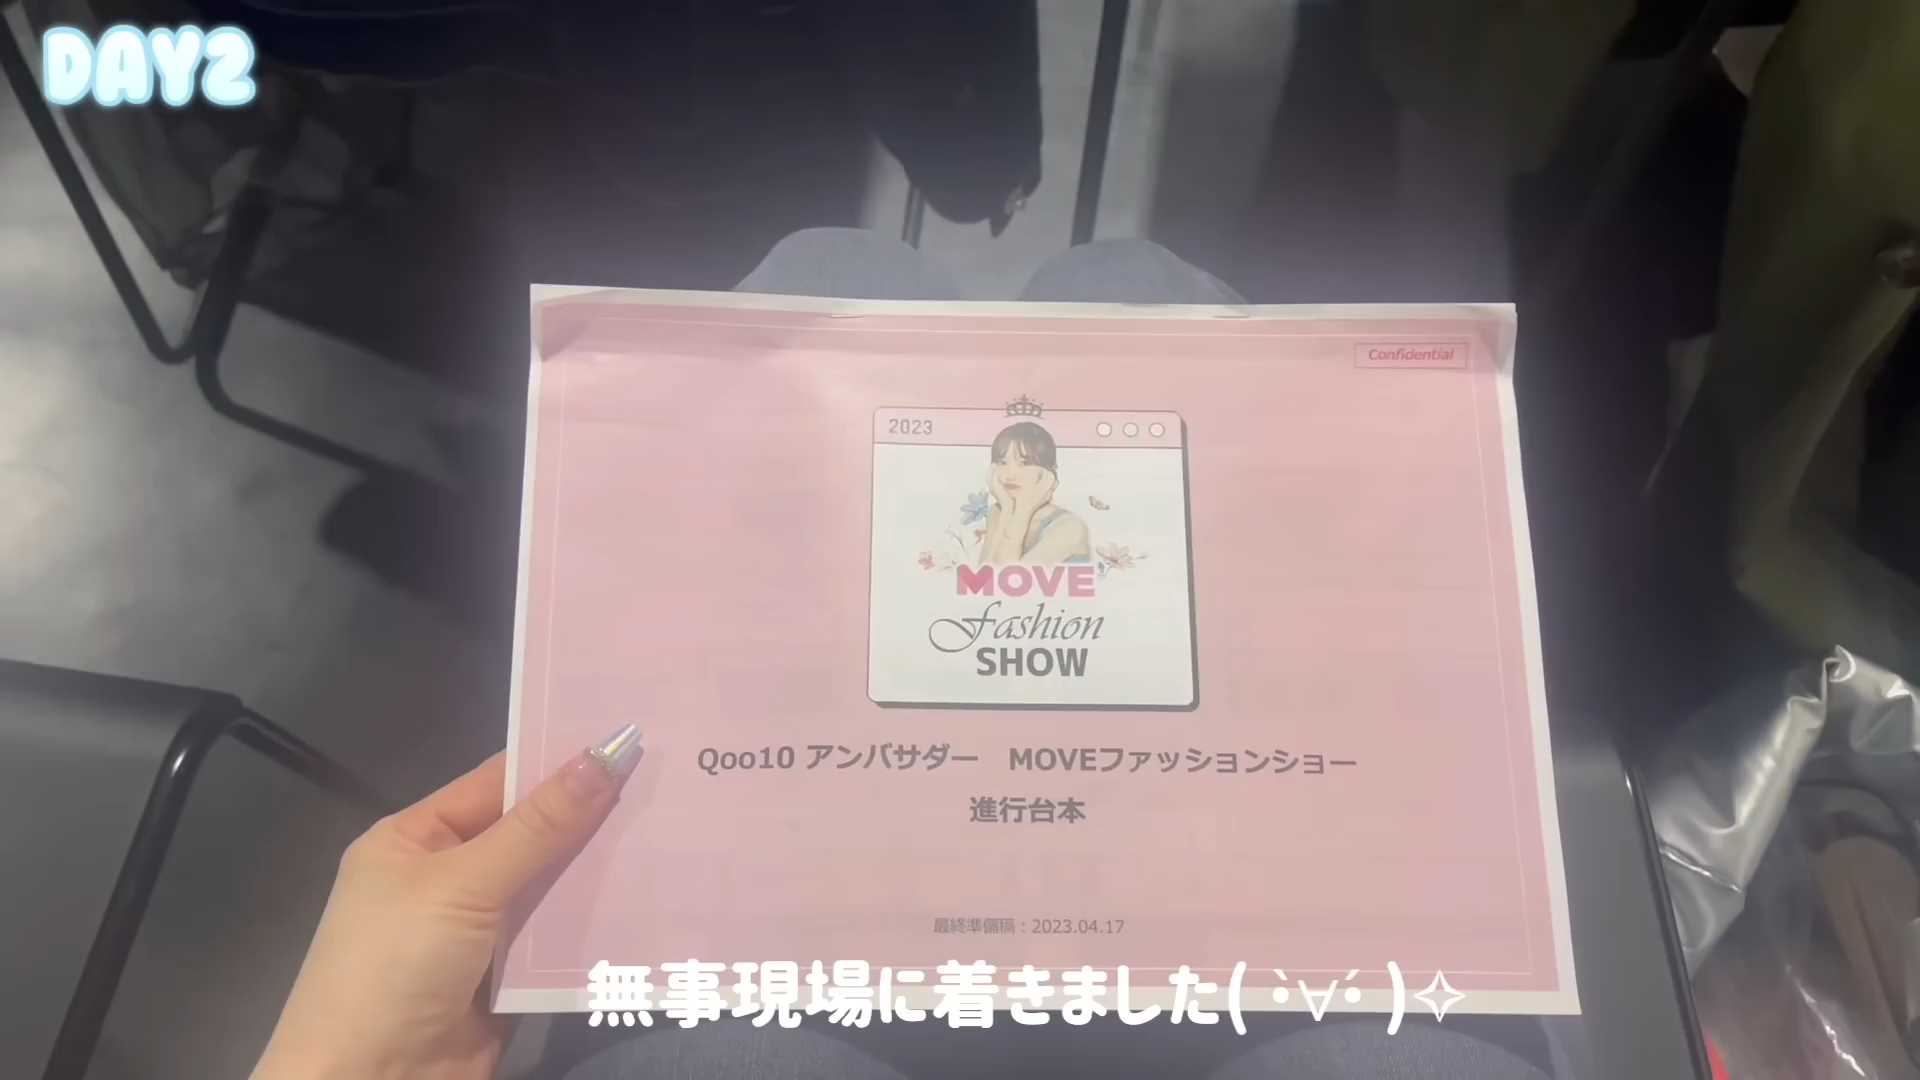 DAY2
Confidential
2023
MOVE
Fashion
SHOW
Qoo10 アンバサダー　MOVEファッションショー
進行台本
最終準備稿：2023.04.17
無事現場に着きました( •̀∀•́ )✧